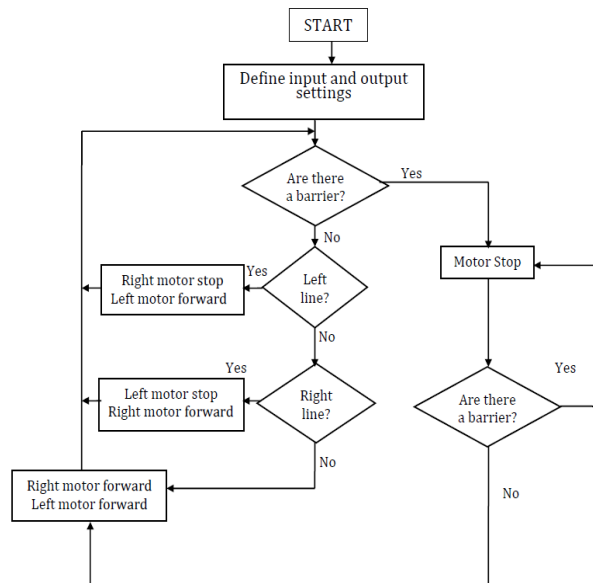 START
Define input and output
settings
Are there
a barrier?
Yes
No
Motor Stop
Right motor stop
Left motor forward
Yes
Left
line?
No
Yes
Left motor stop
Right motor forward
Right
line?
Are there
a barrier?
Yes
No
Right motor forward
Left motor forward
No